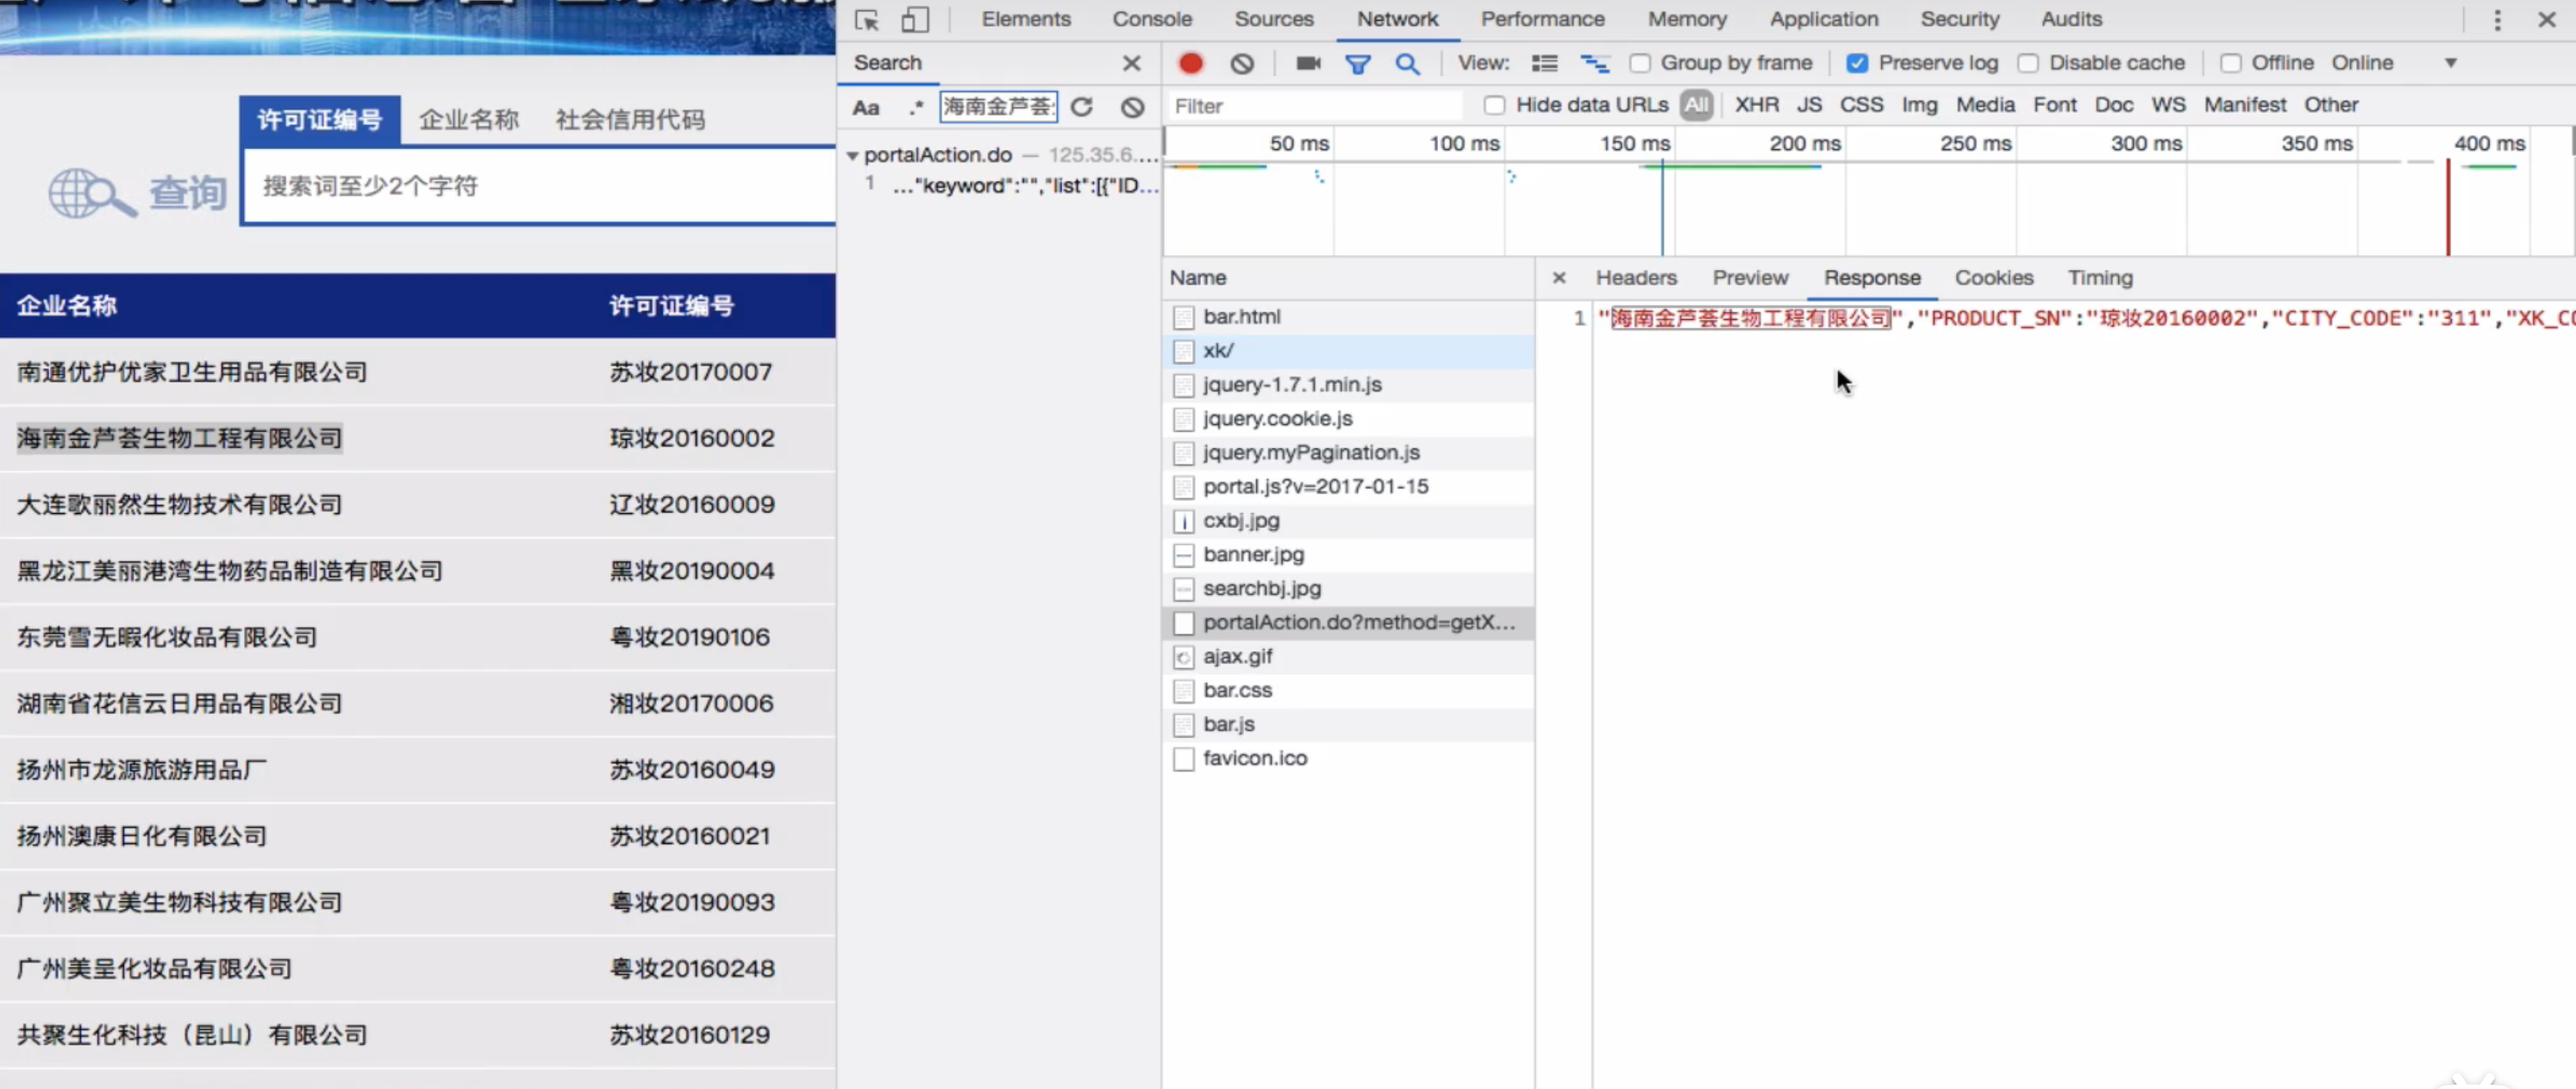 Elements Console Sources Network Performance Memory Application Security Audits
Search
View: Group by frame Preserve log Disable cache Offline Online
Aa .* 海南金芦荟
Filter Hide data URLs All XHR JS CSS Img Media Font Doc WS Manifest Other
许可证编号 企业名称 社会信用代码
查询 搜索词至少2个字符
portalAction.do — 125.35.6....
1 ..."keyword":"","list":[{"ID...
50 ms 100 ms 150 ms 200 ms 250 ms 300 ms 350 ms 400 ms
Name
Headers Preview Response Cookies Timing
1 "海南金芦荟生物工程有限公司","PRODUCT_SN":"琼妆20160002","CITY_CODE":"311","XK_CO
bar.html
xk/
jquery-1.7.1.min.js
jquery.cookie.js
jquery.myPagination.js
portal.js?v=2017-01-15
cxbj.jpg
banner.jpg
searchbj.jpg
portalAction.do?method=getX...
ajax.gif
bar.css
bar.js
favicon.ico
企业名称 许可证编号
南通优护优家卫生用品有限公司 苏妆20170007
海南金芦荟生物工程有限公司 琼妆20160002
大连歌丽然生物技术有限公司 辽妆20160009
黑龙江美丽港湾生物药品制造有限公司 黑妆20190004
东莞雪无暇化妆品有限公司 粤妆20190106
湖南省花信云日用品有限公司 湘妆20170006
扬州市龙源旅游用品厂 苏妆20160049
扬州澳康日化有限公司 苏妆20160021
广州聚立美生物科技有限公司 粤妆20190093
广州美呈化妆品有限公司 粤妆20160248
共聚生化科技（昆山）有限公司 苏妆20160129